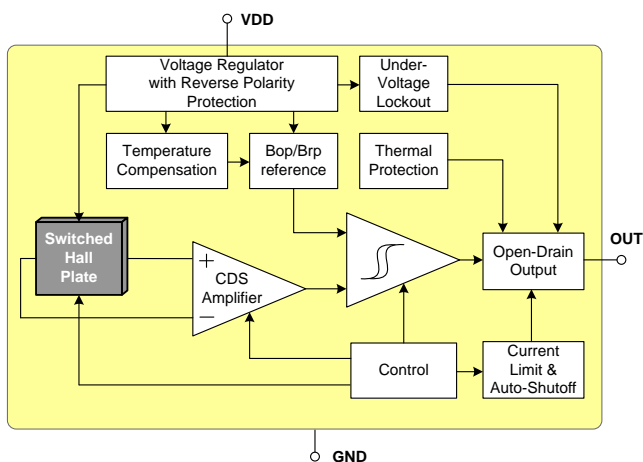 VDD
Voltage Regulator
with Reverse Polarity
Protection
Under-
Voltage
Lockout
Temperature
Compensation
Bop/Brp
reference
Thermal
Protection
Switched
Hall
Plate
+
CDS
Amplifier
−
Open-Drain
Output
OUT
Control
Current
Limit &
Auto-Shutoff
GND